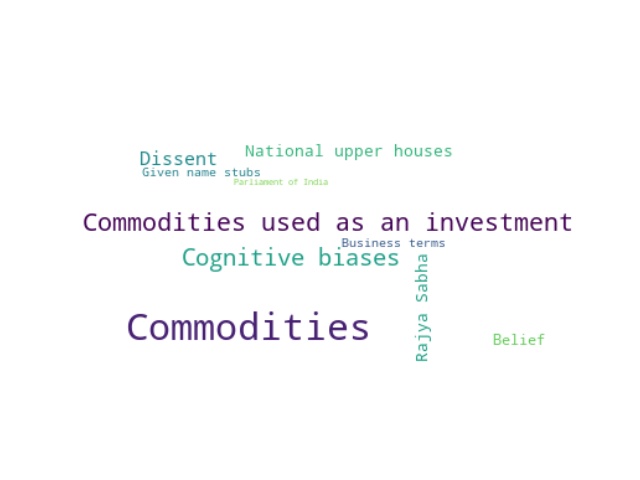 National upper houses
Dissent
Given name stubs
Parliament of India
Commodities used as an investment
Business terms
Cognitive biases
Rajya Sabha
Commodities
Belief